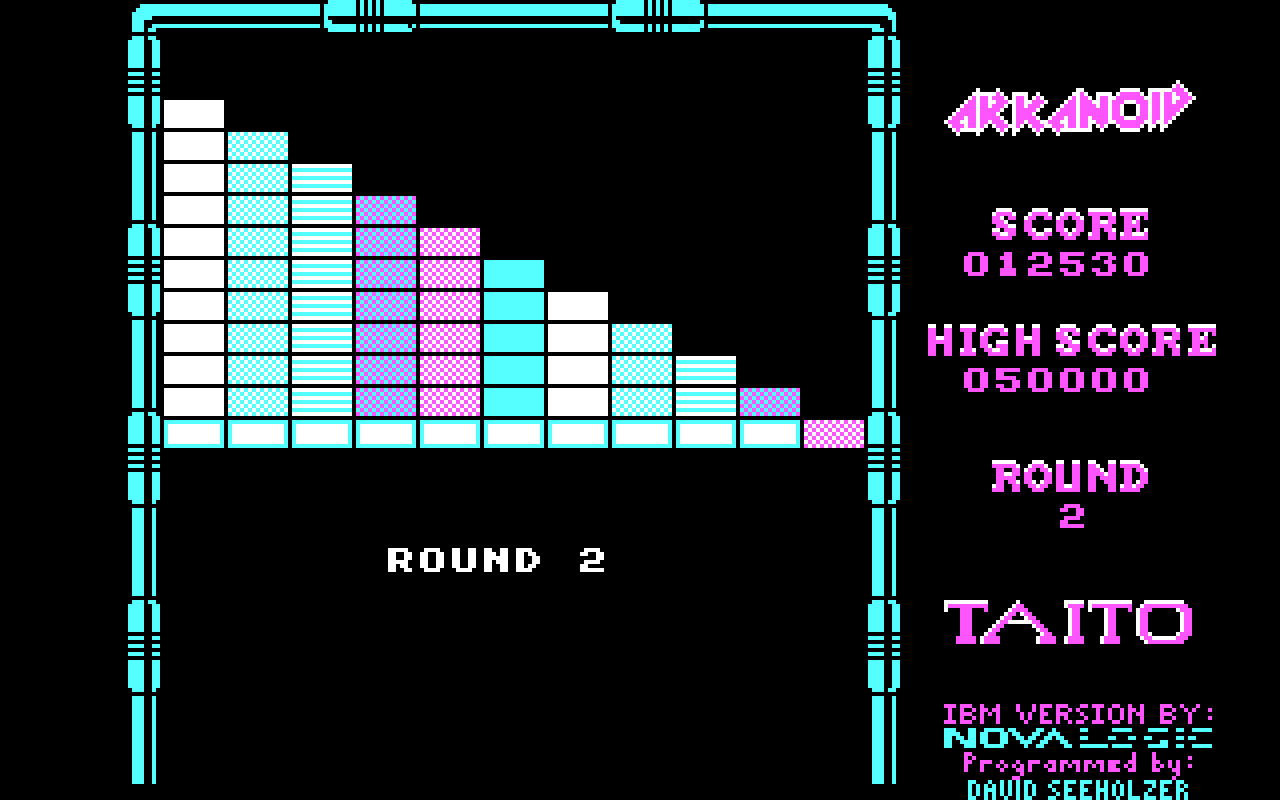 ARKANOID
SCORE
012530
HIGH SCORE
050000
ROUND
2
ROUND 2
TAITO
IBM VERSION BY:
NOVALOGIC
Programmed by:
DAVID SEEHOLZER